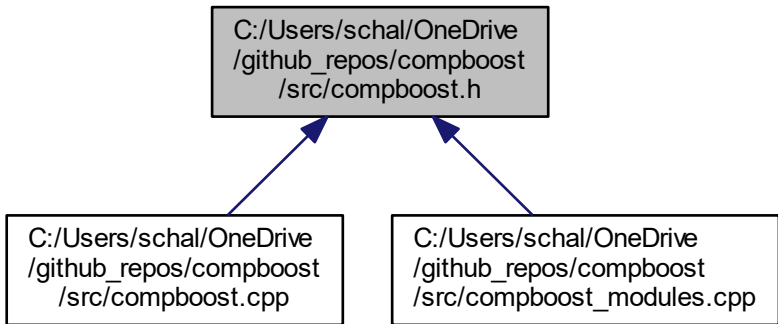 C:/Users/schal/OneDrive
/github_repos/compboost
/src/compboost.h
C:/Users/schal/OneDrive
/github_repos/compboost
/src/compboost.cpp
C:/Users/schal/OneDrive
/github_repos/compboost
/src/compboost_modules.cpp